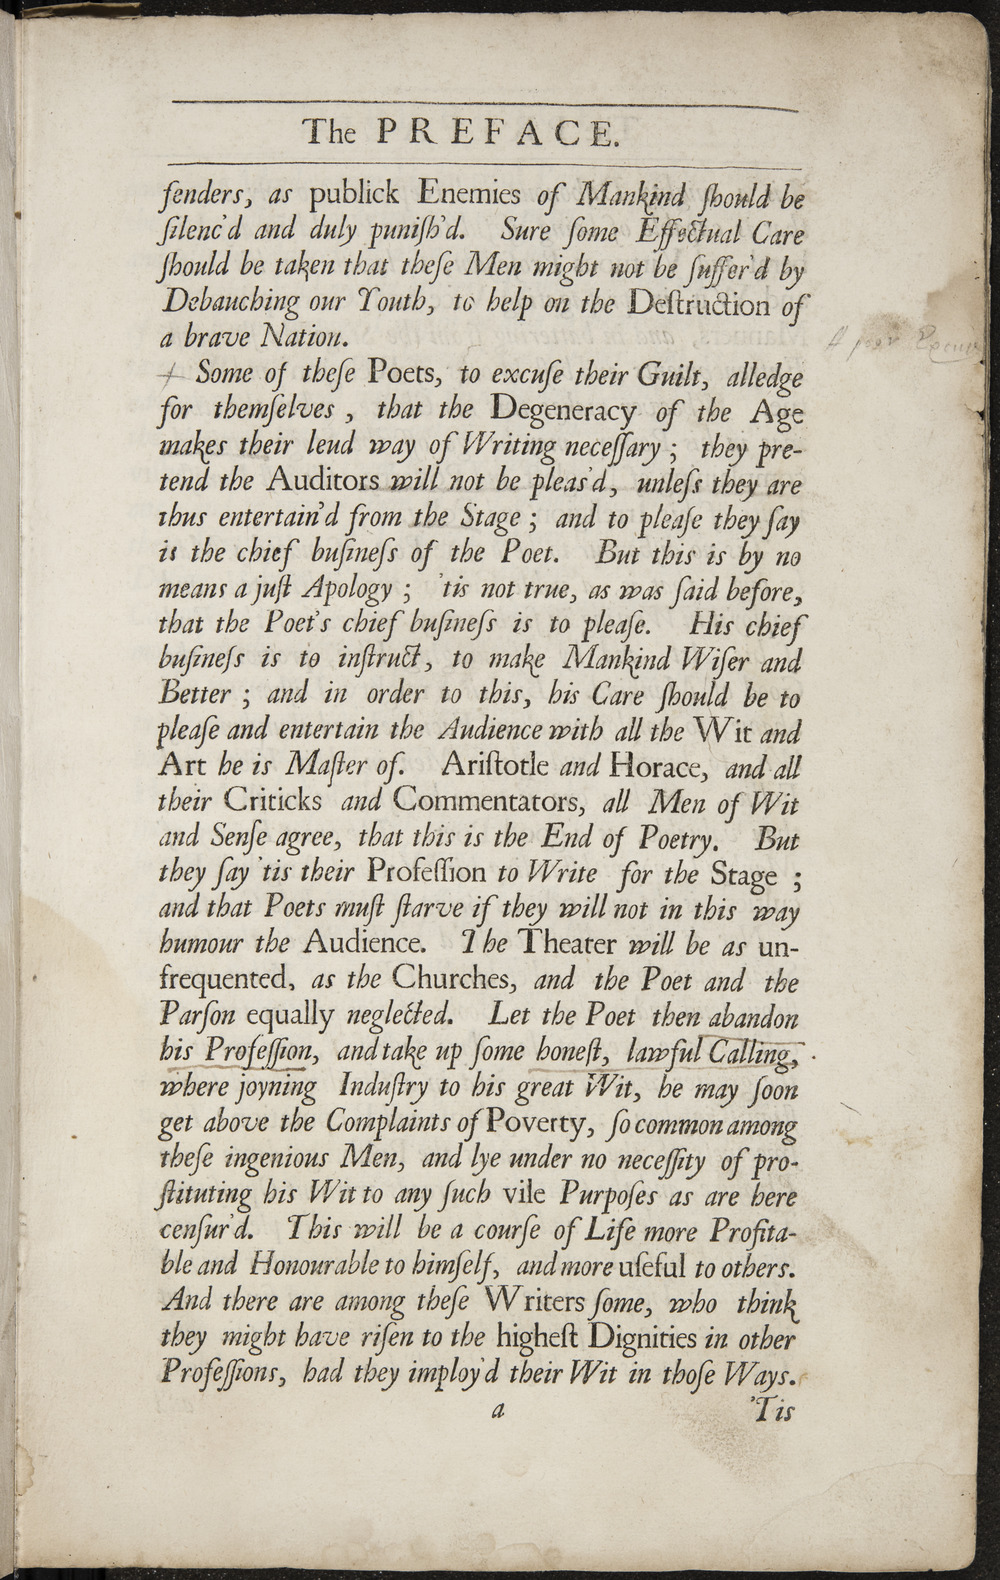 The PREFACE.
fenders, as publick Enemies of Mankind ſhould be
ſilenc'd and duly puniſh'd. Sure ſome Effectual Care
ſhould be taken that theſe Men might not be ſuffer'd by
Debauching our Youth, to help on the Deſtruction of
a brave Nation.
A poor
+ Some of theſe Poets, to excuſe their Guilt, alledge
for themſelves , that the Degeneracy of the Age
makes their leud way of Writing neceſſary ; they pre-
tend the Auditors will not be pleas'd, unleſs they are
thus entertain'd from the Stage ; and to pleaſe they ſay
is the chief buſineſs of the Poet. But this is by no
means a juſt Apology ; 'tis not true, as was ſaid before,
that the Poet's chief buſineſs is to pleaſe. His chief
buſineſs is to inſtruct, to make Mankind Wiſer and
Better ; and in order to this, his Care ſhould be to
pleaſe and entertain the Audience with all the Wit and
Art he is Maſter of. Ariſtotle and Horace, and all
their Criticks and Commentators, all Men of Wit
and Senſe agree, that this is the End of Poetry. But
they ſay 'tis their Profeſſion to Write for the Stage ;
and that Poets muſt ſtarve if they will not in this way
humour the Audience. The Theater will be as un-
frequented, as the Churches, and the Poet and the
Parſon equally neglected. Let the Poet then abandon
his Profeſſion, and take up ſome honeſt, lawful Calling,
where joyning Induſtry to his great Wit, he may ſoon
get above the Complaints of Poverty, ſo common among
theſe ingenious Men, and lye under no neceſſity of pro-
ſtituting his Wit to any ſuch vile Purpoſes as are here
cenſur'd. This will be a courſe of Life more Profita-
ble and Honourable to himſelf, and more uſeful to others.
And there are among theſe Writers ſome, who think
they might have riſen to the higheſt Dignities in other
Profeſſions, had they imploy'd their Wit in thoſe Ways.
a 'Tis